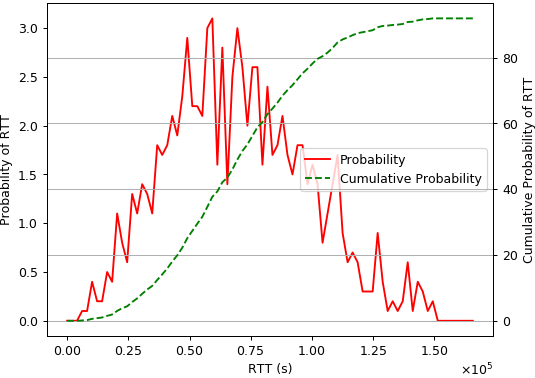 3.0
2.5
2.0
1.5
1.0
0.5
0.0
Probability of RTT
80
60
40
20
0
Cumulative Probability of RTT
Probability
Cumulative Probability
0.00 0.25 0.50 0.75 1.00 1.25 1.50
RTT (s)
×10⁵